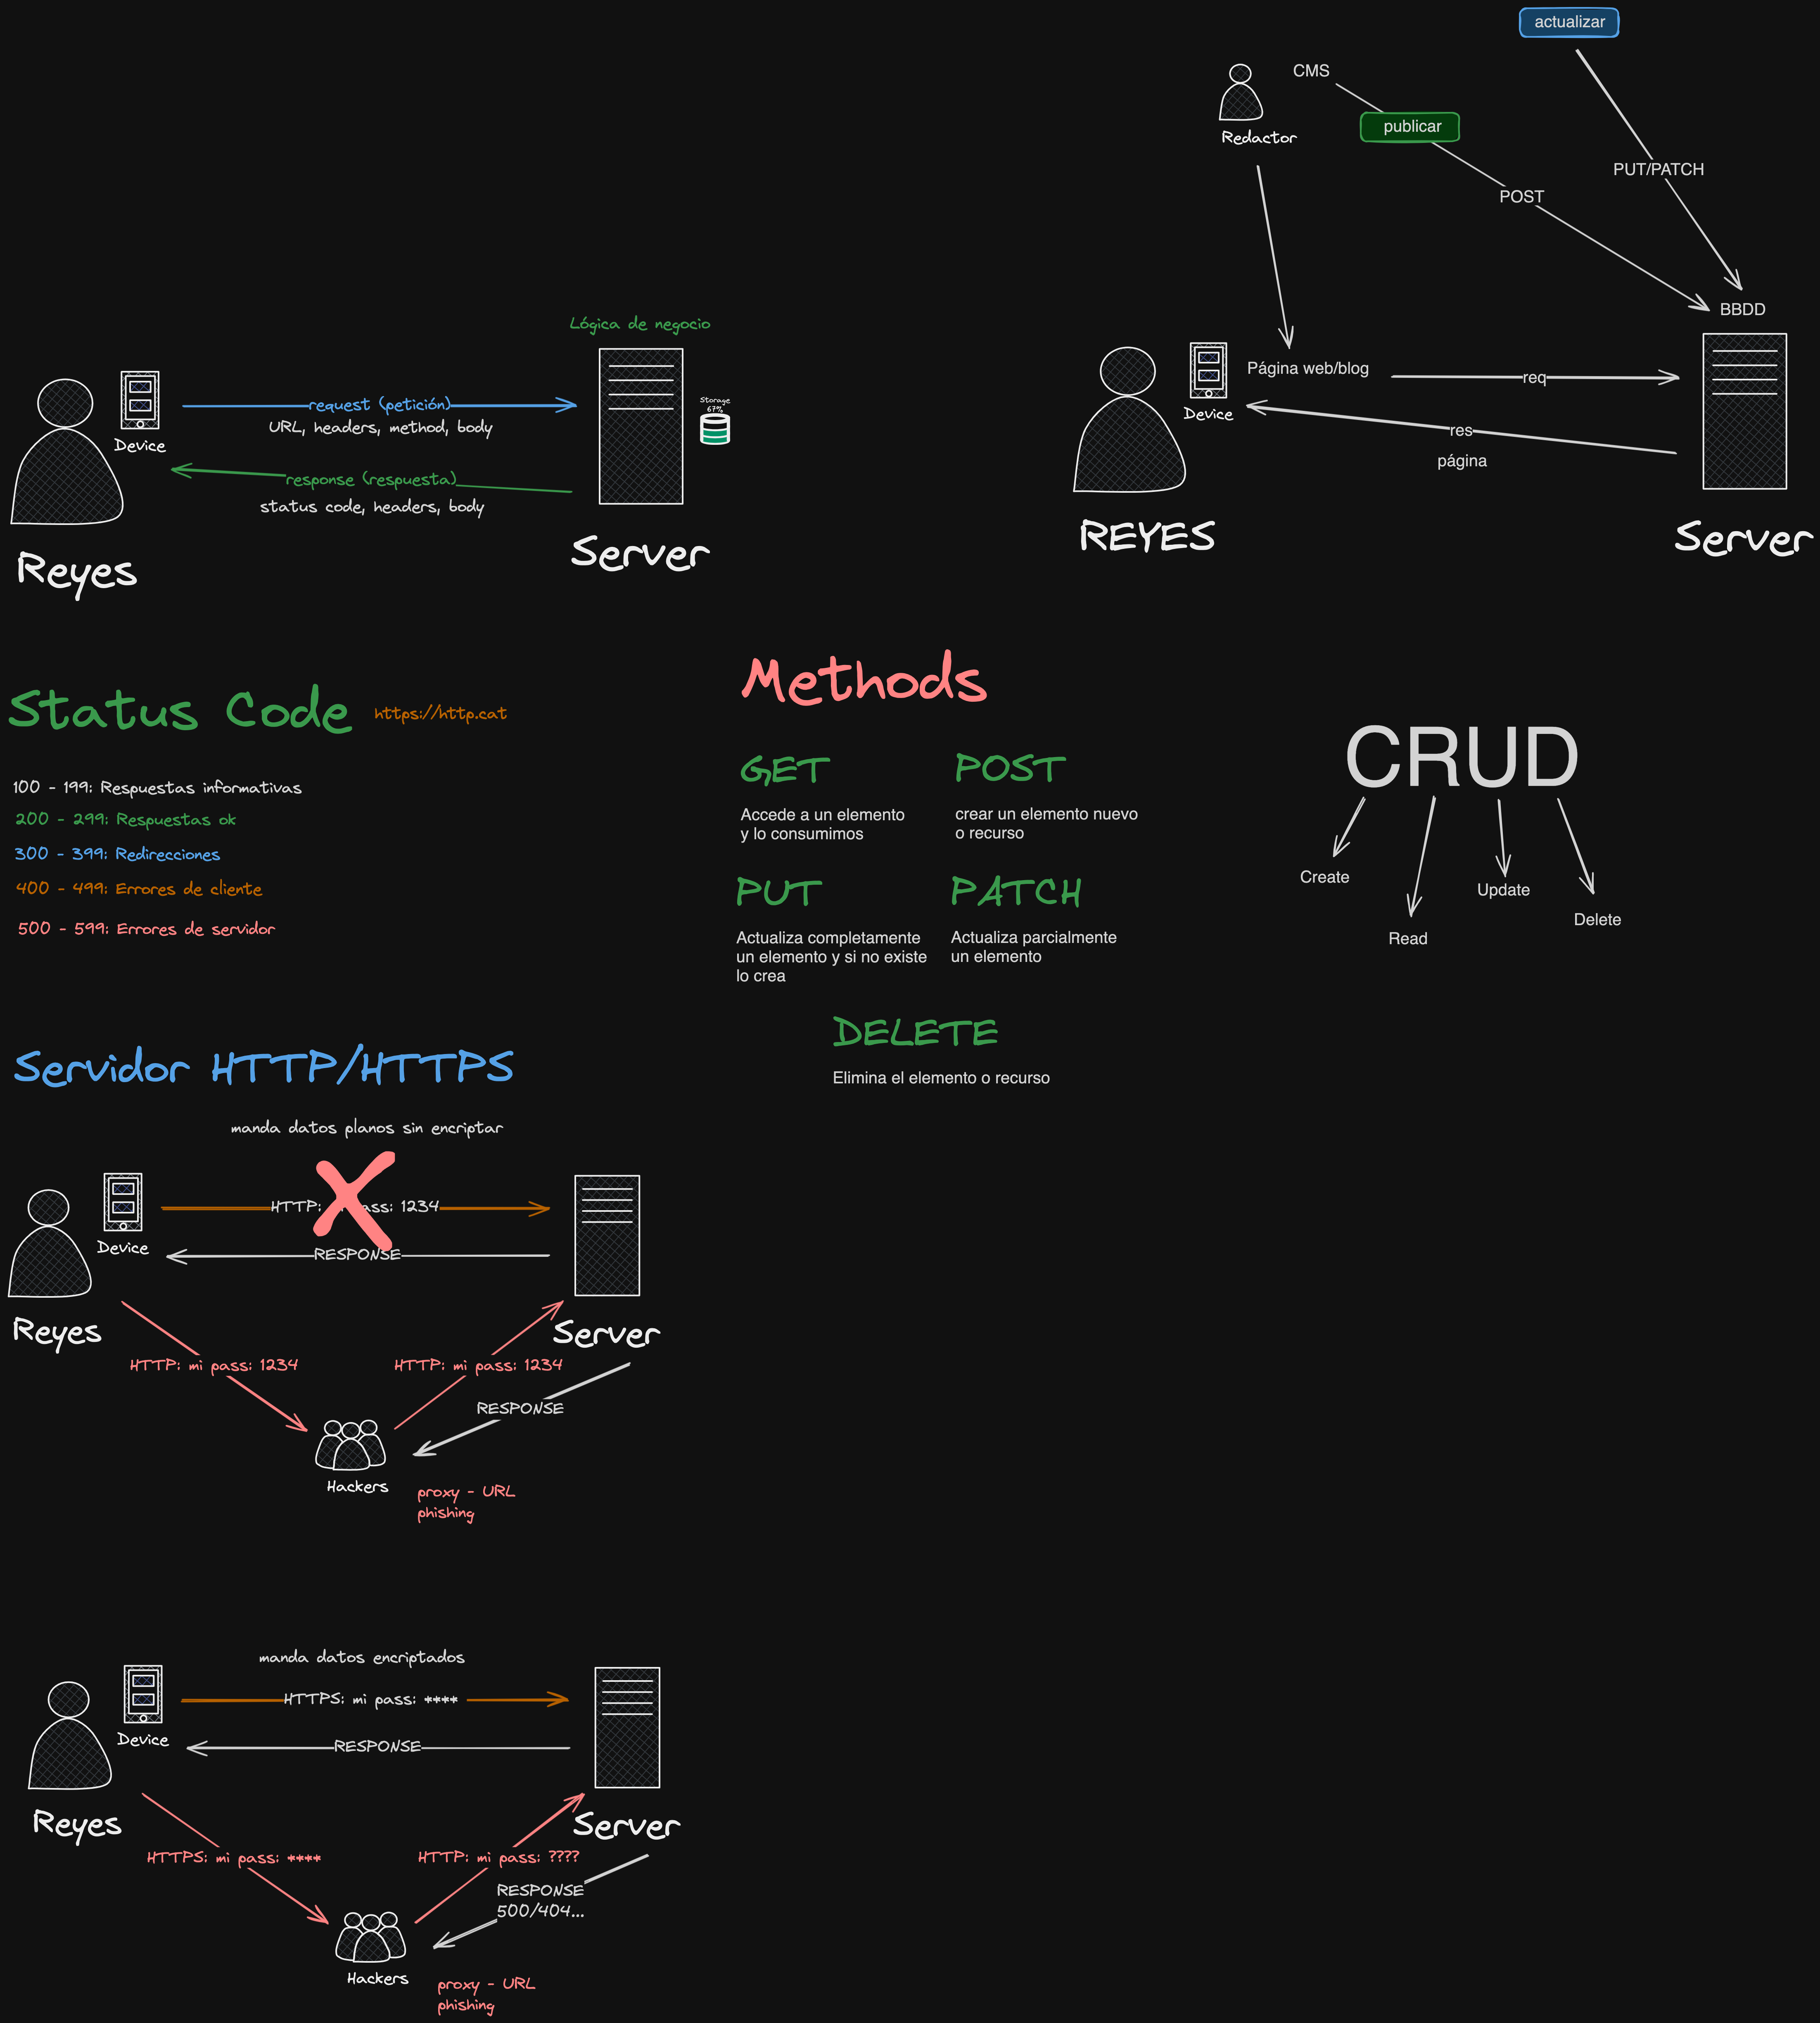 Lógica de negocio
Storage
67%
Device
request (petición)
URL, headers, method, body
response (respuesta)
status code, headers, body
Reyes
Server
actualizar
CMS
Redactor
publicar
POST
PUT/PATCH
BBDD
Página web/blog
Device
req
res
página
REYES
Server
Status Code
https://http.cat
100 - 199: Respuestas informativas
200 - 299: Respuestas ok
300 - 399: Redirecciones
400 - 499: Errores de cliente
500 - 599: Errores de servidor
Methods
GET
Accede a un elemento
y lo consumimos
POST
crear un elemento nuevo
o recurso
PUT
Actualiza completamente
un elemento y si no existe
lo crea
PATCH
Actualiza parcialmente
un elemento
DELETE
Elimina el elemento o recurso
CRUD
Create
Read
Update
Delete
Servidor HTTP/HTTPS
manda datos planos sin encriptar
HTTP: 1234
Device
RESPONSE
Reyes
Server
HTTP: mi pass: 1234
HTTP: mi pass: 1234
RESPONSE
Hackers
proxy - URL
phishing
manda datos encriptados
HTTPS: mi pass: ****
Device
RESPONSE
Reyes
Server
HTTPS: mi pass: ****
HTTP: mi pass: ????
RESPONSE
500/404...
Hackers
proxy - URL
phishing